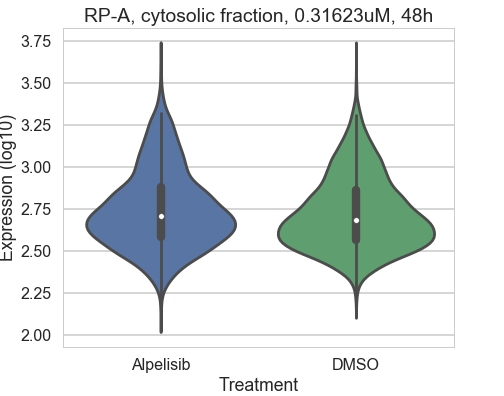 RP-A, cytosolic fraction, 0.31623uM, 48h
Expression (log10)
3.75
3.50
3.25
3.00
2.75
2.50
2.25
2.00
Alpelisib DMSO
Treatment